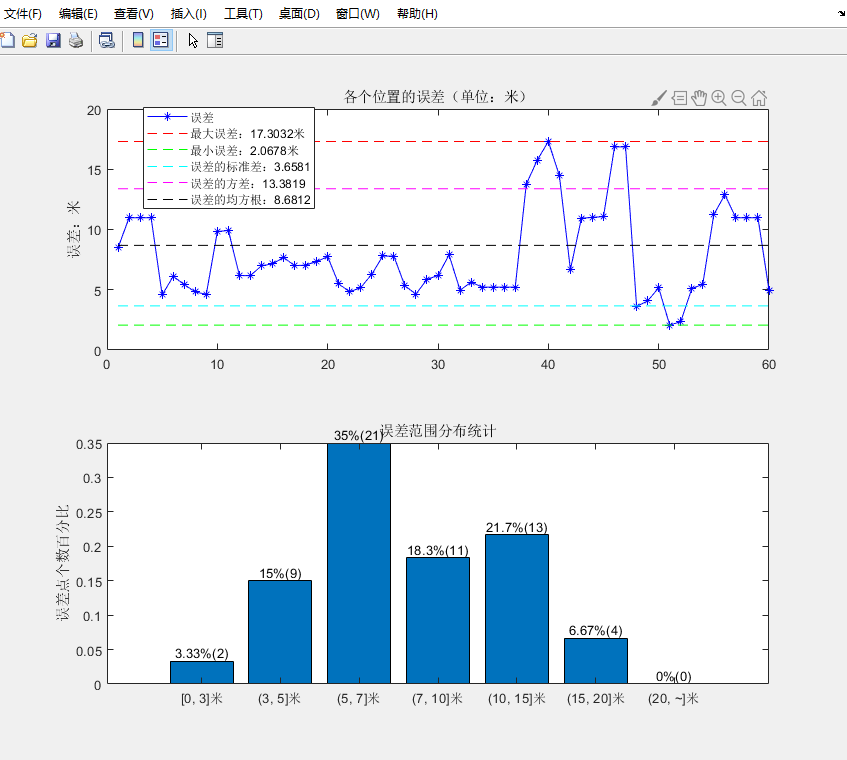 文件(F) 编辑(E) 查看(V) 插入(I) 工具(T) 桌面(D) 窗口(W) 帮助(H)
各个位置的误差（单位：米）
误差
最大误差：17.3032米
最小误差：2.0678米
误差的标准差：3.6581
误差的方差：13.3819
误差的均方根：8.6812
误差：米
20
15
10
5
0
0 10 20 30 40 50 60
误差范围分布统计
误差点个数百分比
0.35
0.3
0.25
0.2
0.15
0.1
0.05
0
3.33%(2)
15%(9)
35%(21)
18.3%(11)
21.7%(13)
6.67%(4)
0%(0)
[0, 3]米 (3, 5]米 (5, 7]米 (7, 10]米 (10, 15]米 (15, 20]米 (20, ~]米